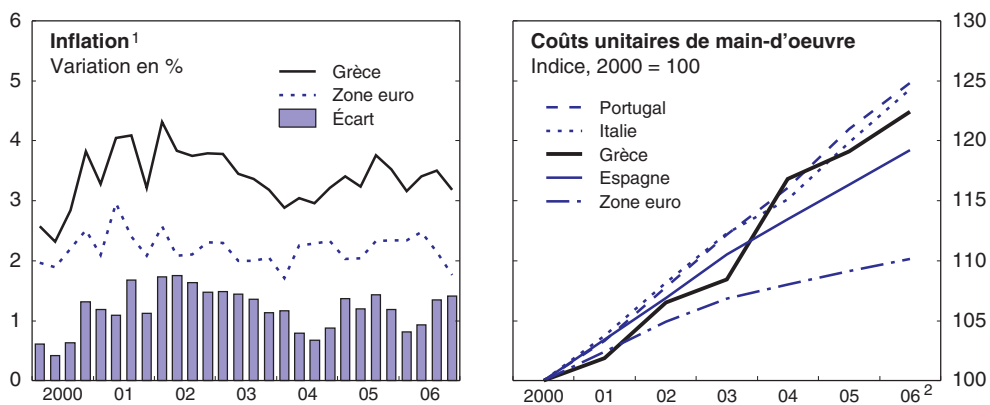 Inflation¹
Variation en %
Grèce
Zone euro
Écart
6
5
4
3
2
1
0
2000 01 02 03 04 05 06
Coûts unitaires de main-d'oeuvre
Indice, 2000 = 100
Portugal
Italie
Grèce
Espagne
Zone euro
130
125
120
115
110
105
100
2000 01 02 03 04 05 06²